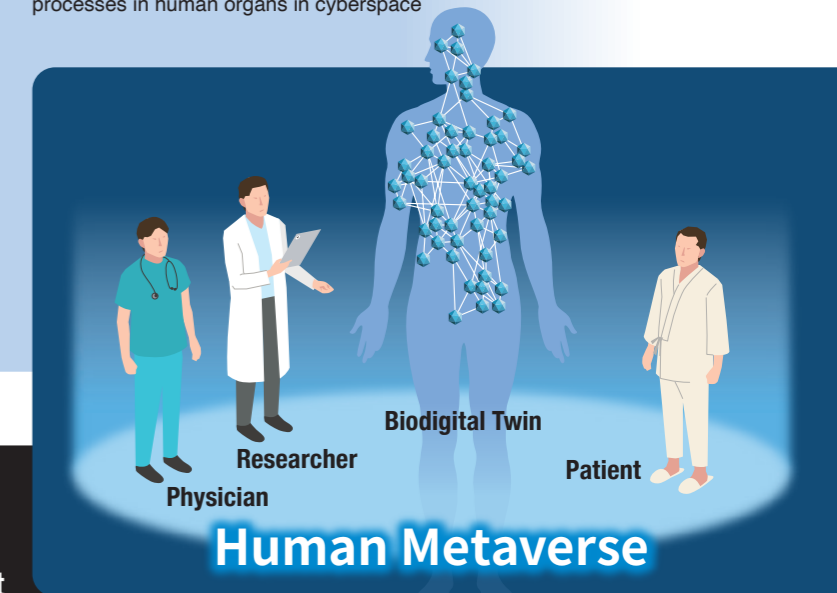 processes in human organs in cyberspace
Biodigital Twin
Researcher
Patient
Physician
Human Metaverse
t